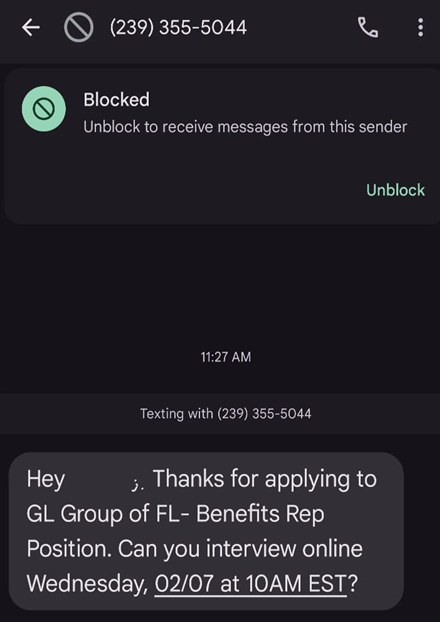 (239) 355-5044
Blocked
Unblock to receive messages from this sender
Unblock
11:27 AM
Texting with (239) 355-5044
Hey . Thanks for applying to
GL Group of FL- Benefits Rep
Position. Can you interview online
Wednesday, 02/07 at 10AM EST?